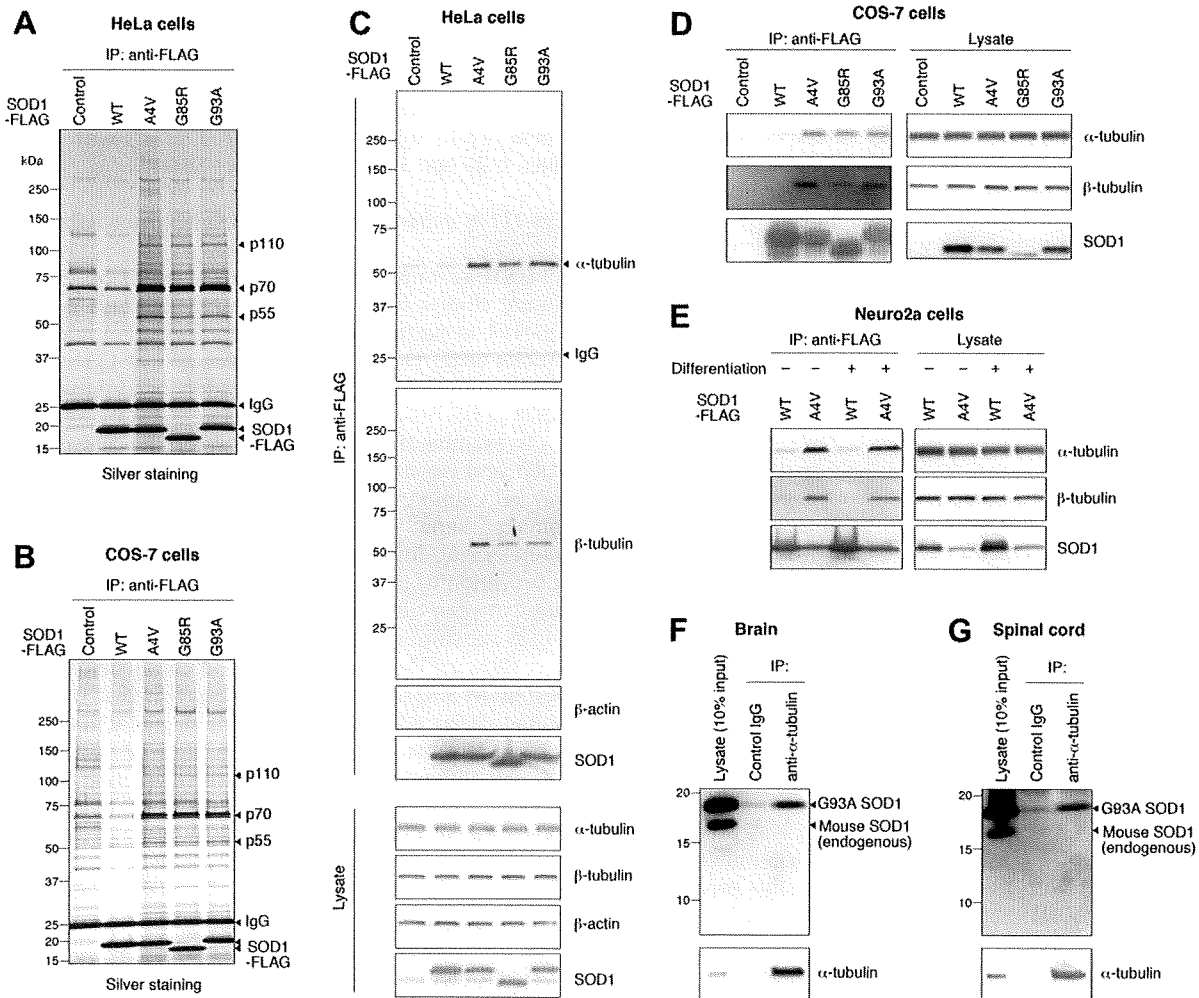 A
HeLa cells
IP: anti-FLAG
SOD1
-FLAG
Control
WT
A4V
G85R
G93A
kDa
250
150
100
75
50
37
25
20
15
p110
p70
p55
IgG
SOD1
-FLAG
Silver staining
B
COS-7 cells
IP: anti-FLAG
SOD1
-FLAG
Control
WT
A4V
G85R
G93A
250
150
100
75
50
37
25
20
15
p110
p70
p55
IgG
SOD1
-FLAG
Silver staining
C
HeLa cells
SOD1
-FLAG
Control
WT
A4V
G85R
G93A
IP: anti-FLAG
250
150
100
75
50
37
25
α-tubulin
IgG
250
150
100
75
50
37
25
β-tubulin
β-actin
SOD1
Lysate
α-tubulin
β-tubulin
β-actin
SOD1
D
COS-7 cells
IP: anti-FLAG
Lysate
SOD1
-FLAG
Control
WT
A4V
G85R
G93A
Control
WT
A4V
G85R
G93A
α-tubulin
β-tubulin
SOD1
E
Neuro2a cells
IP: anti-FLAG
Lysate
Differentiation
– – + +
– – + +
SOD1
-FLAG
WT
A4V
WT
A4V
WT
A4V
WT
A4V
α-tubulin
β-tubulin
SOD1
F
Brain
IP:
Lysate (10% input)
Control IgG
anti-α-tubulin
20
15
10
G93A SOD1
Mouse SOD1
(endogenous)
α-tubulin
G
Spinal cord
IP:
Lysate (10% input)
Control IgG
anti-α-tubulin
20
15
10
G93A SOD1
Mouse SOD1
(endogenous)
α-tubulin